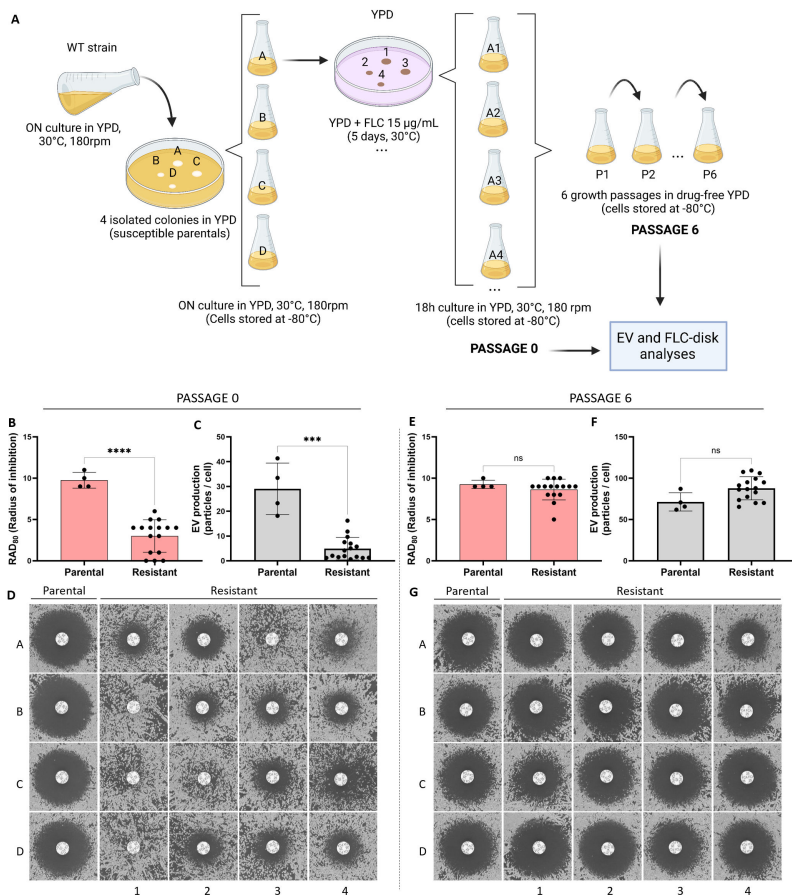 A
WT strain
ON culture in YPD,
30°C, 180rpm
A
B
C
D
4 isolated colonies in YPD
(susceptible parentals)
A
B
C
D
ON culture in YPD, 30°C, 180rpm
(Cells stored at -80°C)
YPD
1
2
3
4
YPD + FLC 15 µg/mL
(5 days, 30°C)
...
A1
A2
A3
A4
...
18h culture in YPD, 30°C, 180 rpm
(cells stored at -80°C)
PASSAGE 0
P1
P2
...
P6
6 growth passages in drug-free YPD
(cells stored at -80°C)
PASSAGE 6
EV and FLC-disk
analyses
PASSAGE 0
B
RAD80 (Radius of inhibition)
15
10
5
0
****
Parental
Resistant
C
EV production
(particles / cell)
50
40
30
20
10
0
***
Parental
Resistant
PASSAGE 6
E
RAD80 (Radius of inhibition)
15
10
5
0
ns
Parental
Resistant
F
EV production
(particles / cell)
150
100
50
0
ns
Parental
Resistant
D
Parental
Resistant
A
B
C
D
1
2
3
4
G
Parental
Resistant
A
B
C
D
1
2
3
4